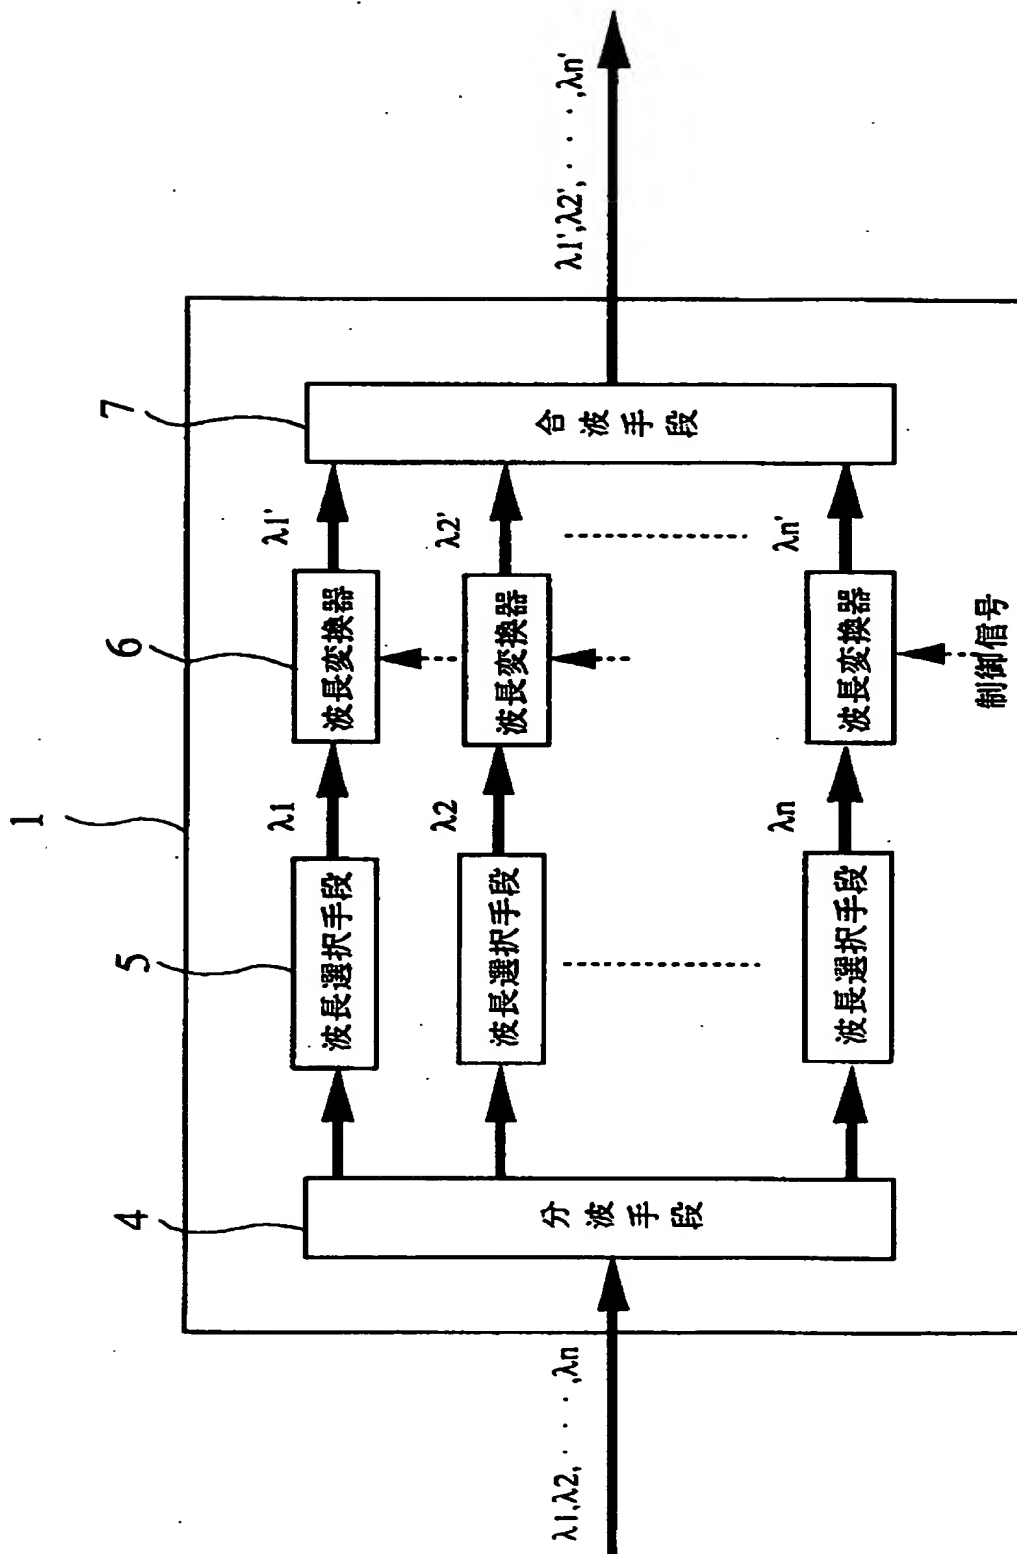 1
4
5
6
7
λ1,λ2,・・・,λn
分波手段
波長選択手段
λ1
波長変換器
λ1'
波長選択手段
λ2
波長変換器
λ2'
波長選択手段
λn
波長変換器
λn'
制御信号
合波手段
λ1',λ2',・・・,λn'